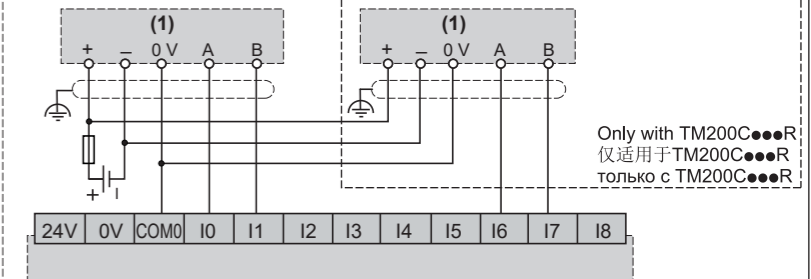 (1)
+ – 0 V A B
(1)
+ – 0 V A B
Only with TM200C●●●R
仅适用于TM200C●●●R
только с TM200C●●●R
+ I
24V 0V COM0 I0 I1 I2 I3 I4 I5 I6 I7 I8